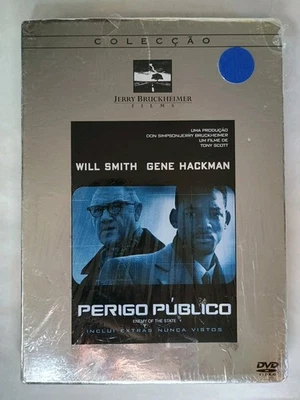 COLECÇÃO
JERRY BRUCKHEIMER
FILMS
UMA PRODUÇÃO
DON SIMPSON/JERRY BRUCKHEIMER
UM FILME DE
TONY SCOTT
WILL SMITH GENE HACKMAN
PERIGO PÚBLICO
ENEMY OF THE STATE
INCLUI EXTRAS NUNCA VISTOS
DVD
VIDEO